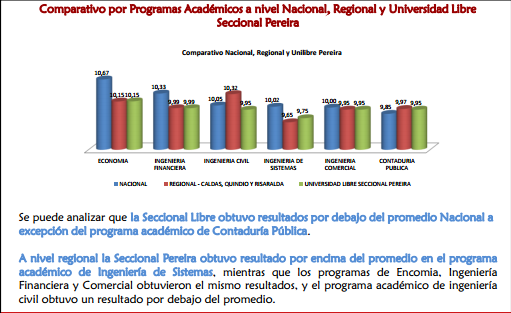 Comparativo por Programas Académicos a nivel Nacional, Regional y Universidad Libre
Seccional Pereira
Comparativo Nacional, Regional y Unilibre Pereira
10,67
10,15
10,15
10,33
9,99
9,99
10,05
10,32
9,95
10,02
9,65
9,75
10,00
9,95
9,95
9,85
9,97
9,95
ECONOMIA
INGENIERIA
FINANCIERA
INGENIERIA CIVIL
INGENIERIA DE
SISTEMAS
INGENIERIA
COMERCIAL
CONTADURIA
PUBLICA
NACIONAL
REGIONAL - CALDAS, QUINDIO Y RISARALDA
UNIVERSIDAD LIBRE SECCIONAL PEREIRA
Se puede analizar que la Seccional Libre obtuvo resultados por debajo del promedio Nacional a
excepción del programa académico de Contaduría Pública.
A nivel regional la Seccional Pereira obtuvo resultado por encima del promedio en el programa
académico de Ingeniería de Sistemas, mientras que los programas de Encomia, Ingeniería
Financiera y Comercial obtuvieron el mismo resultados, y el programa académico de ingeniería
civil obtuvo un resultado por debajo del promedio.